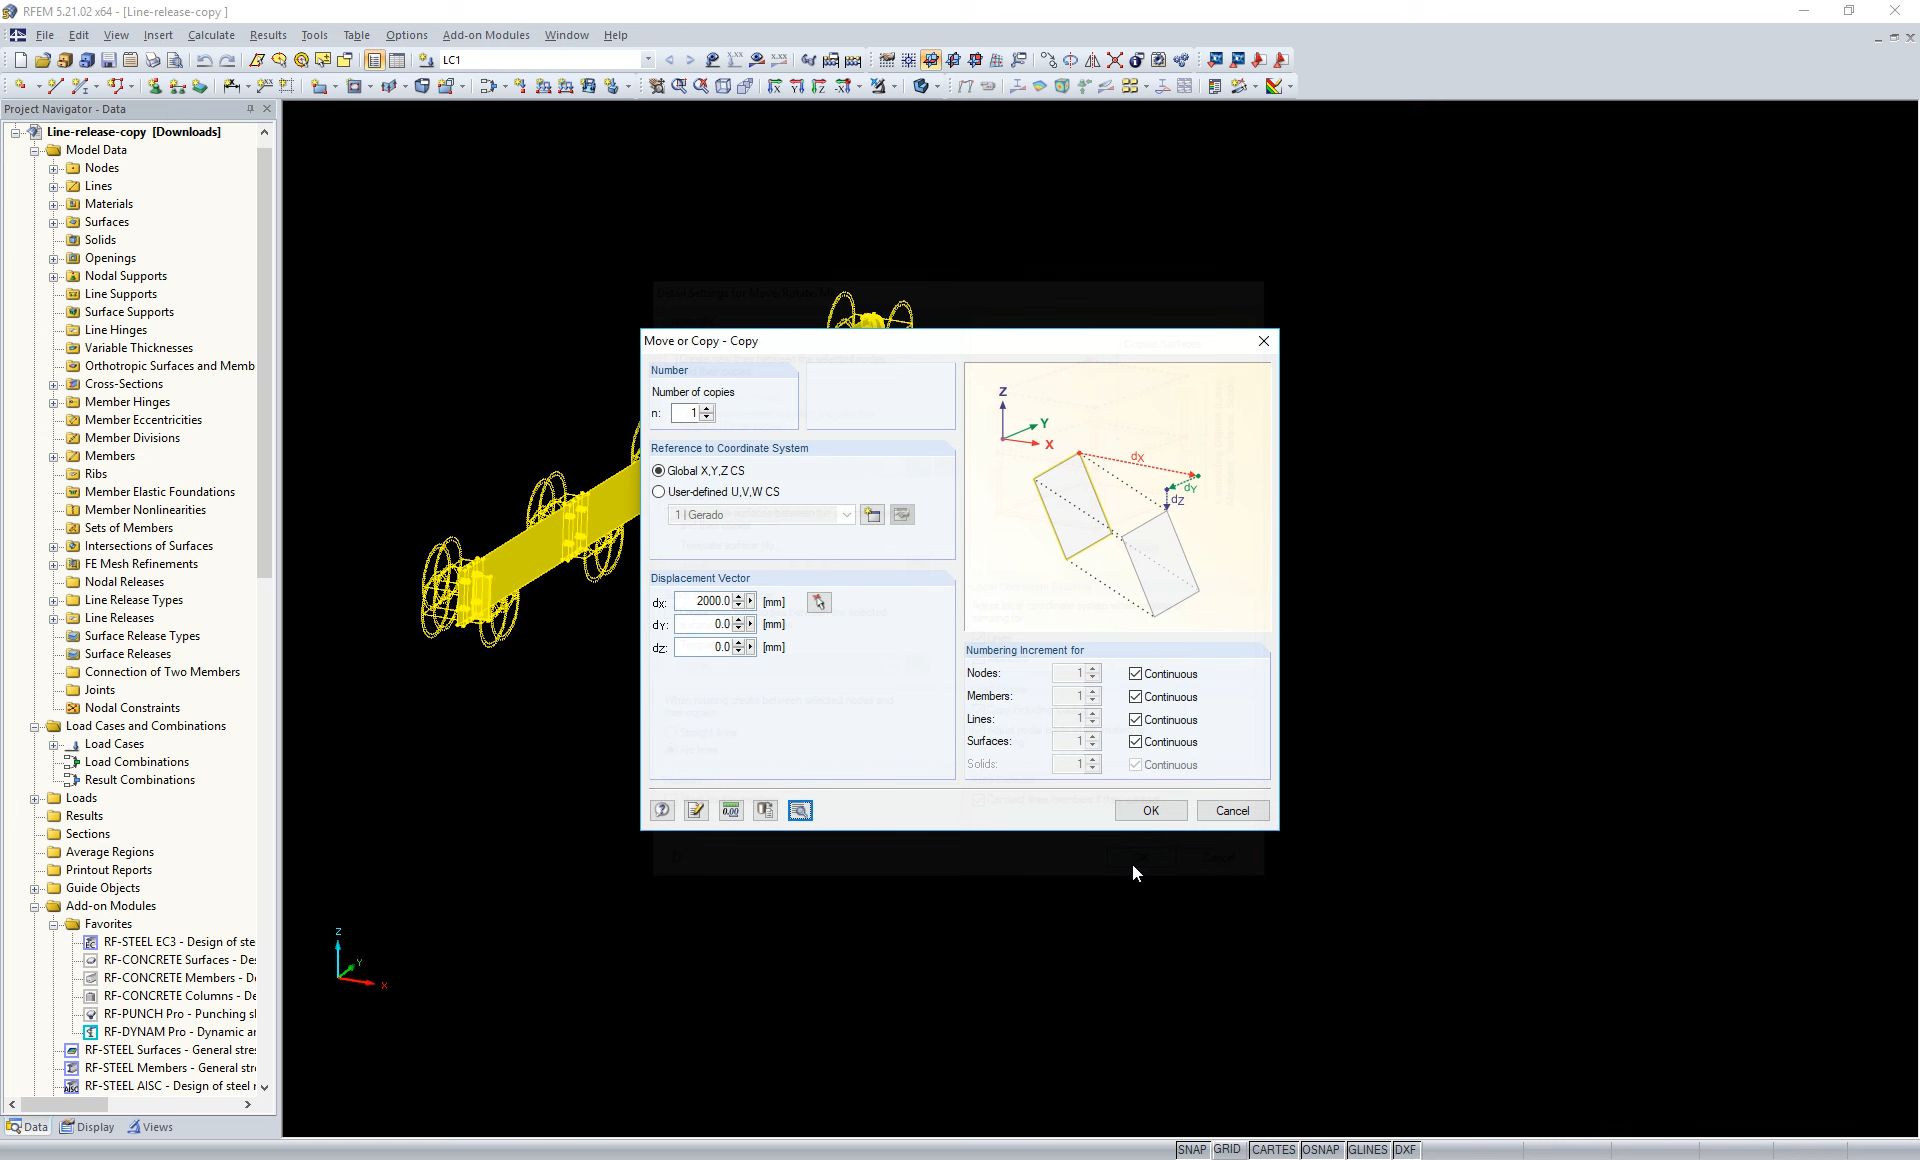 RFEM 5.21.02 x64 - [Line-release-copy ]
File Edit View Insert Calculate Results Tools Table Options Add-on Modules Window Help
LC1
Project Navigator - Data
Line-release-copy [Downloads]
Model Data
Nodes
Lines
Materials
Surfaces
Solids
Openings
Nodal Supports
Line Supports
Surface Supports
Line Hinges
Variable Thicknesses
Orthotropic Surfaces and Memb
Cross-Sections
Member Hinges
Member Eccentricities
Member Divisions
Members
Ribs
Member Elastic Foundations
Member Nonlinearities
Sets of Members
Intersections of Surfaces
FE Mesh Refinements
Nodal Releases
Line Release Types
Line Releases
Surface Release Types
Surface Releases
Connection of Two Members
Joints
Nodal Constraints
Load Cases and Combinations
Load Cases
Load Combinations
Result Combinations
Loads
Results
Sections
Average Regions
Printout Reports
Guide Objects
Add-on Modules
Favorites
RF-STEEL EC3 - Design of ste
RF-CONCRETE Surfaces - De
RF-CONCRETE Members - D
RF-CONCRETE Columns - De
RF-PUNCH Pro - Punching s
RF-DYNAM Pro - Dynamic a
RF-STEEL Surfaces - General stre
RF-STEEL Members - General str
RF-STEEL AISC - Design of steel
Data Display Views
Move or Copy - Copy
Number
Number of copies
n: 1
Reference to Coordinate System
Global X,Y,Z CS
User-defined U,V,W CS
1 | Gerado
Displacement Vector
dx: 2000.0 [mm]
dY: 0.0 [mm]
dz: 0.0 [mm]
Z
Y
X
dX
dY
dZ
Numbering Increment for
Nodes: 1 Continuous
Members: 1 Continuous
Lines: 1 Continuous
Surfaces: 1 Continuous
Solids: 1 Continuous
0.00
OK Cancel
Z
Y
X
SNAP GRID CARTES OSNAP GLINES DXF